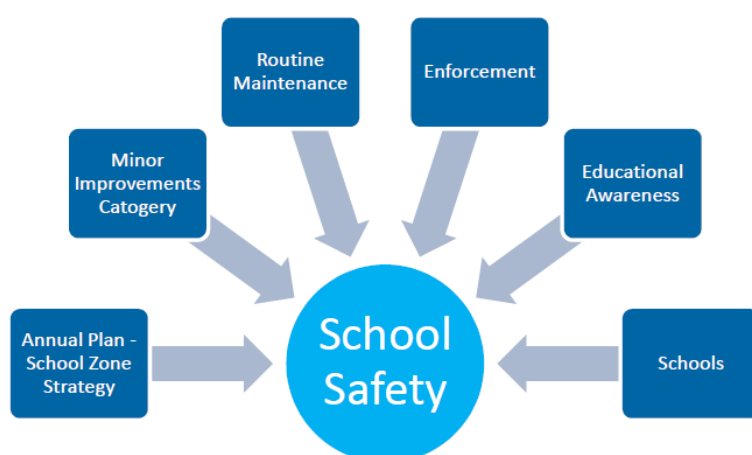 Routine
Maintenance
Enforcement
Minor
Improvements
Catogery
Educational
Awareness
Annual Plan -
School Zone
Strategy
School
Safety
Schools